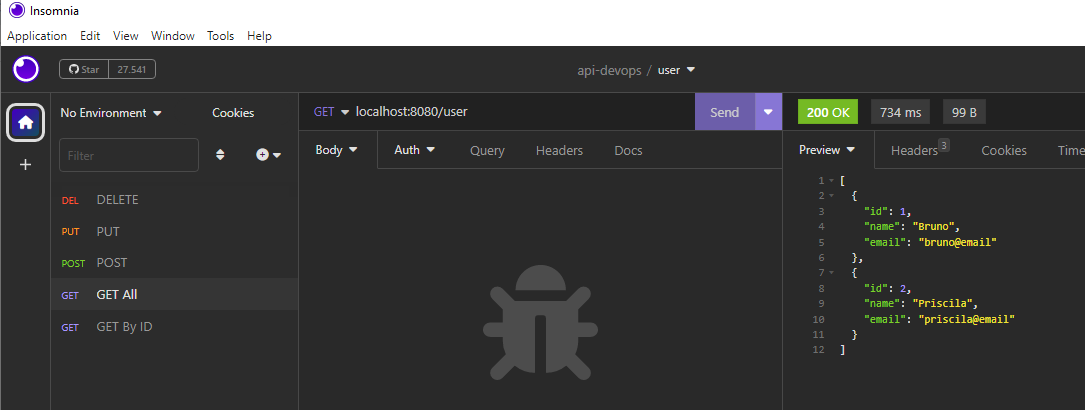 Insomnia
Application Edit View Window Tools Help
Star 27.541
api-devops / user
No Environment Cookies
Filter
DEL DELETE
PUT PUT
POST POST
GET GET All
GET GET By ID
GET localhost:8080/user Send
Body Auth Query Headers Docs
200 OK 734 ms 99 B
Preview Headers 3 Cookies Time
1 [
2 {
3 "id": 1,
4 "name": "Bruno",
5 "email": "bruno@email"
6 },
7 {
8 "id": 2,
9 "name": "Priscila",
10 "email": "priscila@email"
11 }
12 ]